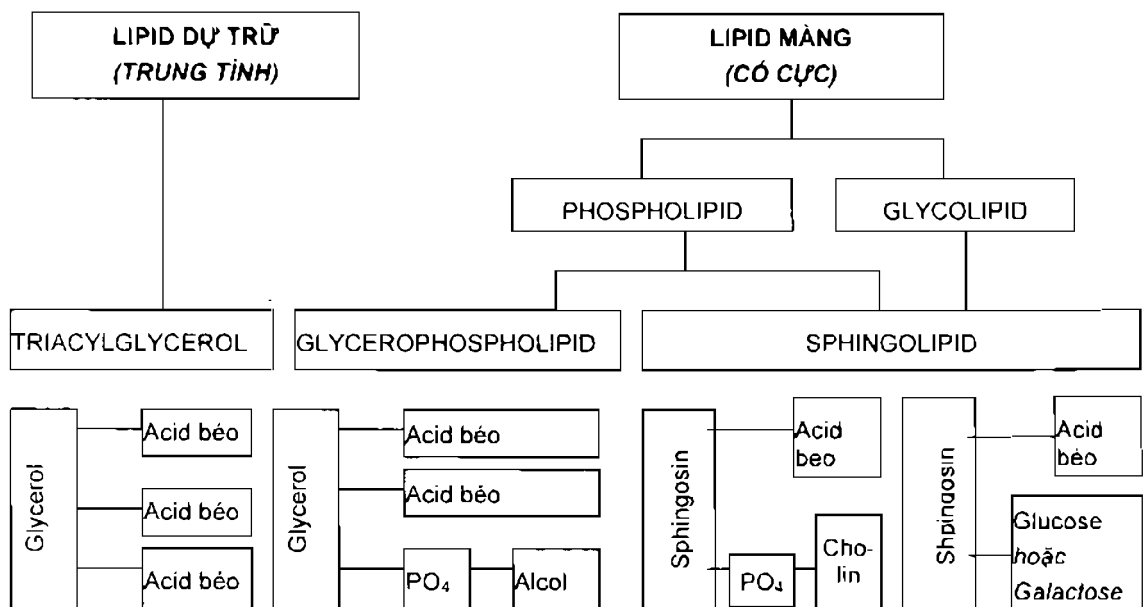 LIPID DỰ TRỮ
(TRUNG TÍNH)
LIPID MÀNG
(CÓ CỰC)
PHOSPHOLIPID
GLYCOLIPID
TRIACYLGLYCEROL
GLYCEROPHOSPHOLIPID
SPHINGOLIPID
Glycerol
Acid béo
Acid béo
Acid béo
Glycerol
Acid béo
Acid béo
PO₄
Alcol
Sphingosin
Acid
beo
PO₄
Cho-
lin
Shpingosin
Acid
béo
Glucose
hoặc
Galactose